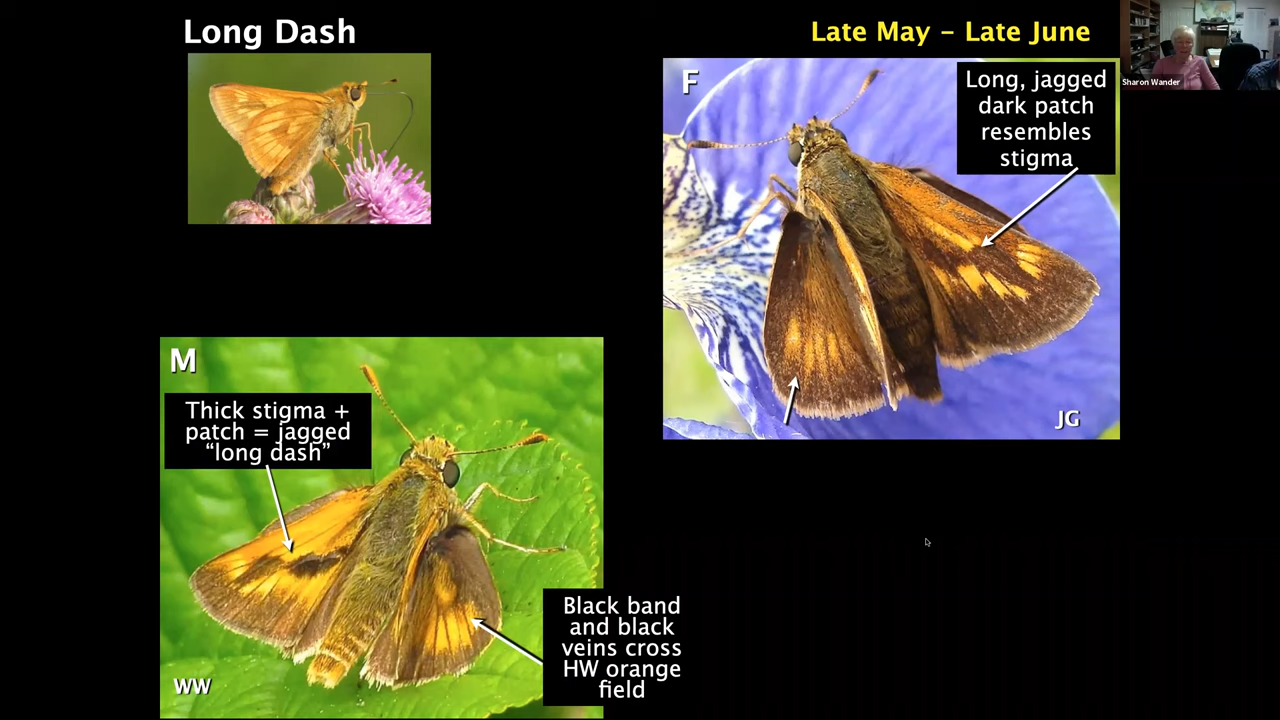 Long Dash
Late May – Late June
Sharon Wander
F
Long, jagged
dark patch
resembles
stigma
JG
M
Thick stigma +
patch = jagged
“long dash”
WW
Black band
and black
veins cross
HW orange
field